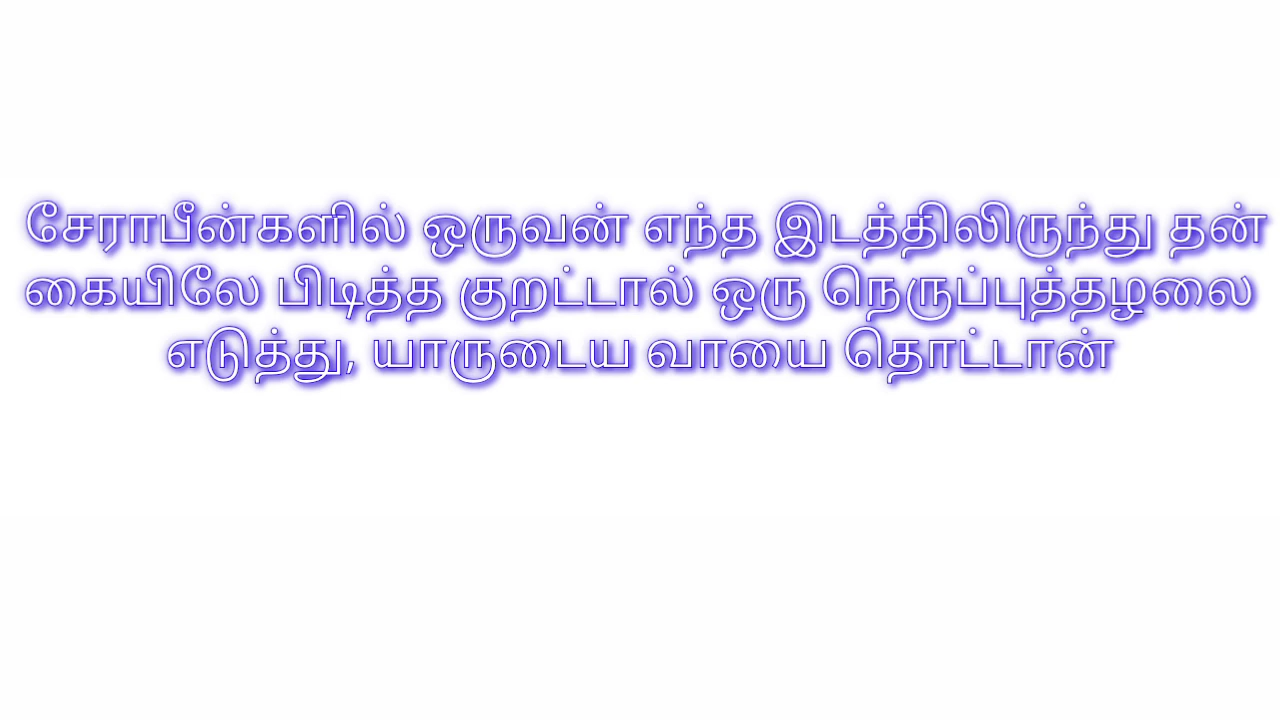 சேராபீன்களில் ஒருவன் எந்த இடத்திலிருந்து தன்
கையிலே பிடித்த குறட்டால் ஒரு நெருப்புத்தழலை
எடுத்து, யாருடைய வாயை தொட்டான்